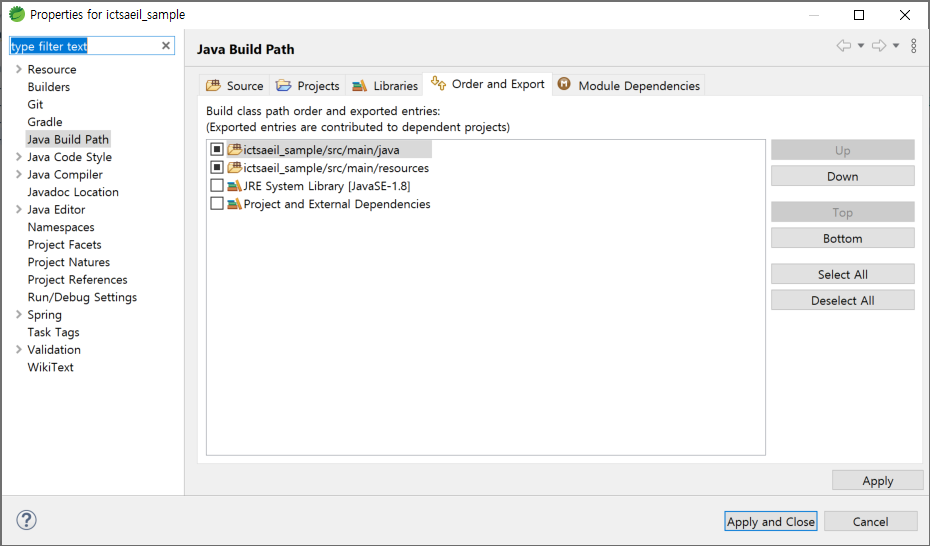 Properties for ictsaeil_sample
type filter text
Resource
Builders
Git
Gradle
Java Build Path
Java Code Style
Java Compiler
Javadoc Location
Java Editor
Namespaces
Project Facets
Project Natures
Project References
Run/Debug Settings
Spring
Task Tags
Validation
WikiText
Java Build Path
Source Projects Libraries Order and Export Module Dependencies
Build class path order and exported entries:
(Exported entries are contributed to dependent projects)
ictsaeil_sample/src/main/java
ictsaeil_sample/src/main/resources
JRE System Library [JavaSE-1.8]
Project and External Dependencies
Up
Down
Top
Bottom
Select All
Deselect All
Apply
Apply and Close Cancel